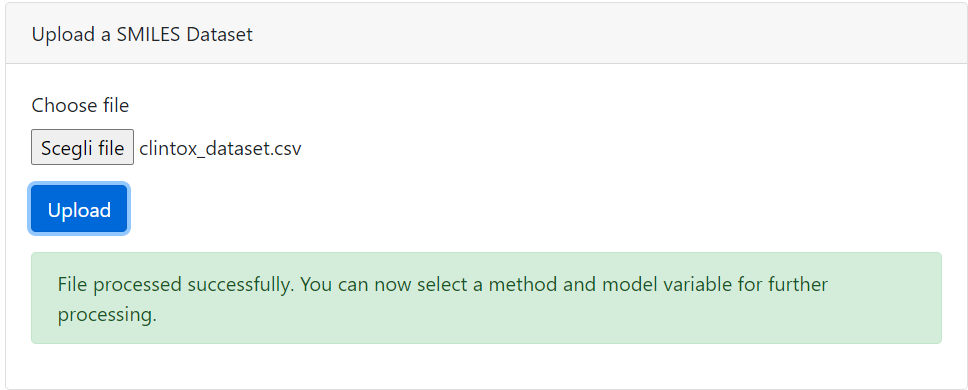 Upload a SMILES Dataset
Choose file
Scegli file clintox_dataset.csv
Upload
File processed successfully. You can now select a method and model variable for further
processing.